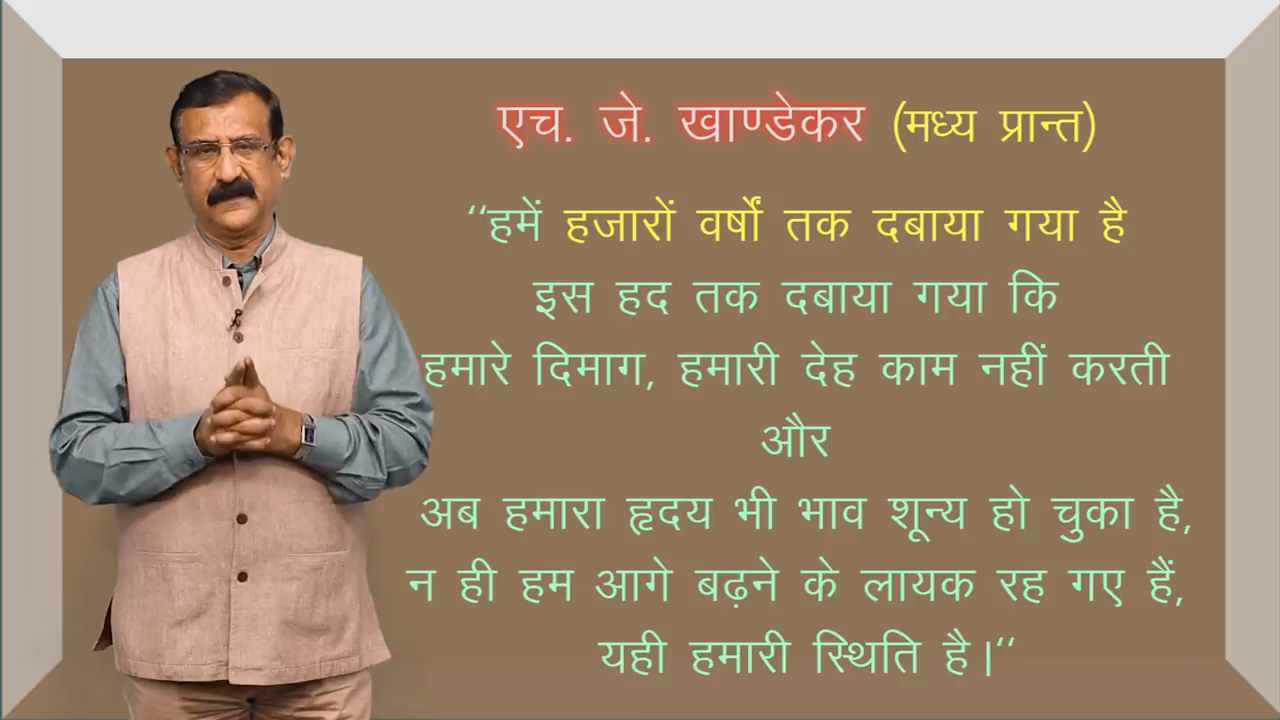 एच. जे. खाण्डेकर (मध्य प्रान्त)
‘‘हमें हजारों वर्षों तक दबाया गया है
इस हद तक दबाया गया कि
हमारे दिमाग, हमारी देह काम नहीं करती
और
अब हमारा हृदय भी भाव शून्य हो चुका है,
न ही हम आगे बढ़ने के लायक रह गए हैं,
यही हमारी स्थिति है।‘‘